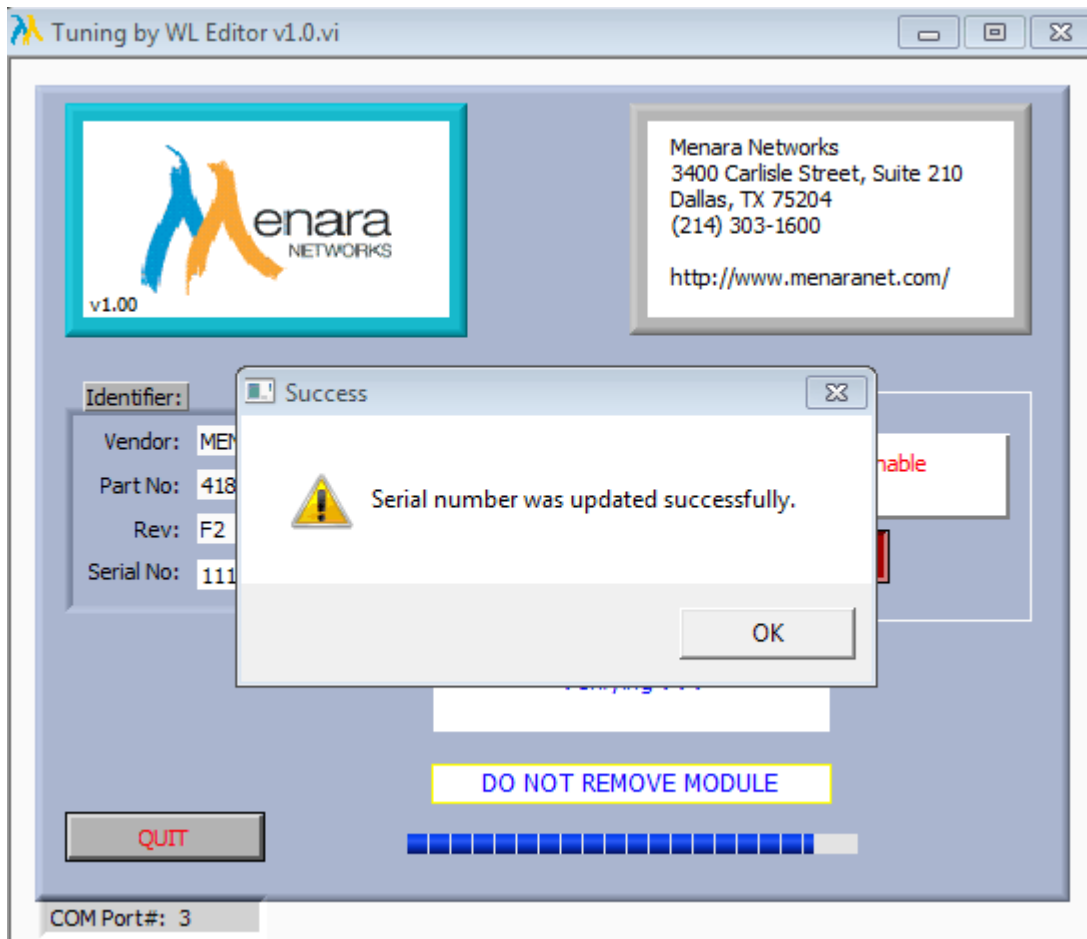 Tuning by WL Editor v1.0.vi
Menara
NETWORKS
v1.00
Menara Networks
3400 Carlisle Street, Suite 210
Dallas, TX 75204
(214) 303-1600
http://www.menaranet.com/
Identifier:
Vendor: MEN
Part No: 418
Rev: F2
Serial No: 111
Success
Serial number was updated successfully.
OK
DO NOT REMOVE MODULE
QUIT
COM Port#: 3